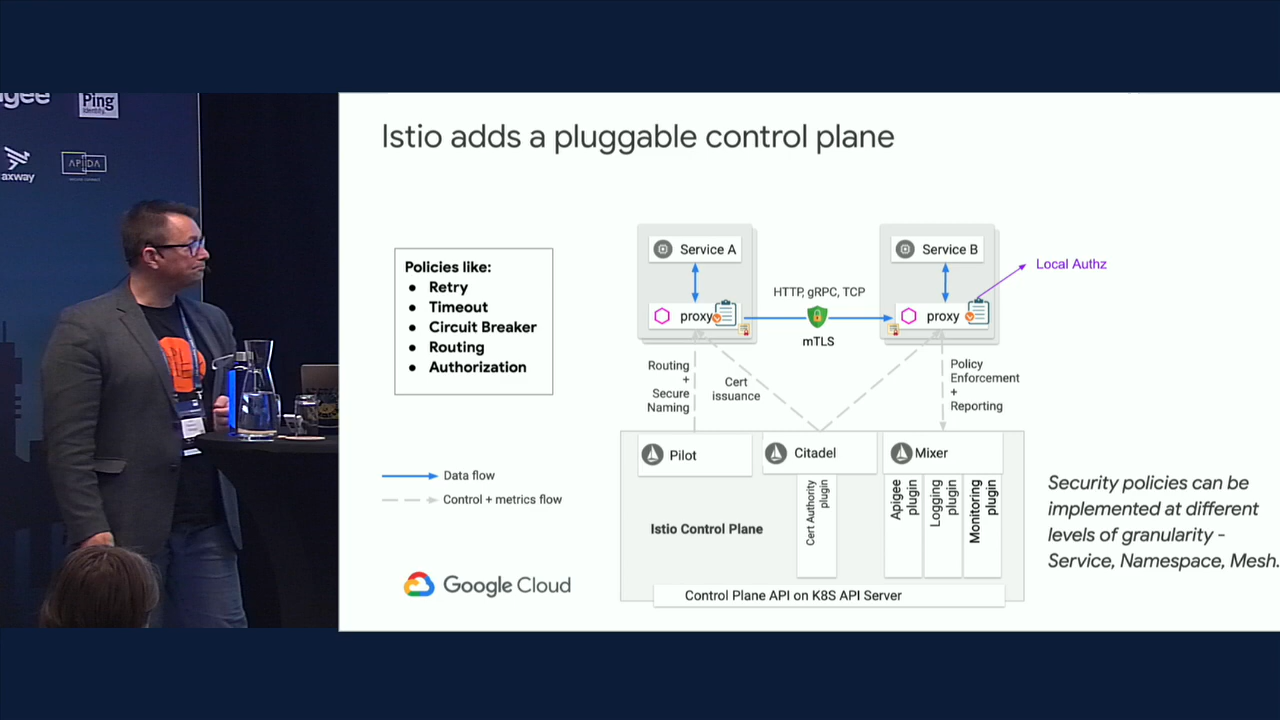 Ping
Identity.
axway
Istio adds a pluggable control plane
Policies like:
● Retry
● Timeout
● Circuit Breaker
● Routing
● Authorization
Service A
proxy
HTTP, gRPC, TCP
mTLS
Service B
proxy
Local Authz
Routing
+
Secure
Naming
Cert
issuance
Policy
Enforcement
+
Reporting
Data flow
Control + metrics flow
Pilot
Citadel
Mixer
Istio Control Plane
Cert Authority
plugin
Apigee
plugin
Logging
plugin
Monitoring
plugin
Control Plane API on K8S API Server
Security policies can be
implemented at different
levels of granularity -
Service, Namespace, Mesh.
Google Cloud